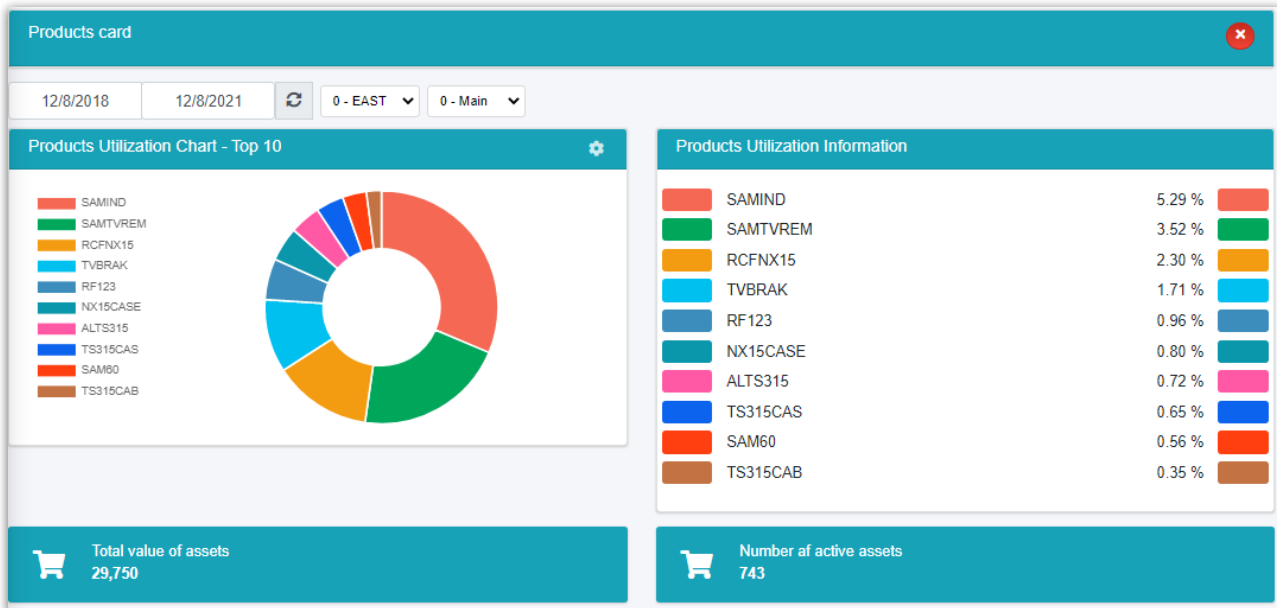 Products card
12/8/2018 12/8/2021 0 - EAST 0 - Main
Products Utilization Chart - Top 10
SAMIND
SAMTVREM
RCFNX15
TVBRAK
RF123
NX15CASE
ALTS315
TS315CAS
SAM60
TS315CAB
Products Utilization Information
SAMIND 5.29 %
SAMTVREM 3.52 %
RCFNX15 2.30 %
TVBRAK 1.71 %
RF123 0.96 %
NX15CASE 0.80 %
ALTS315 0.72 %
TS315CAS 0.65 %
SAM60 0.56 %
TS315CAB 0.35 %
Total value of assets
29,750
Number af active assets
743